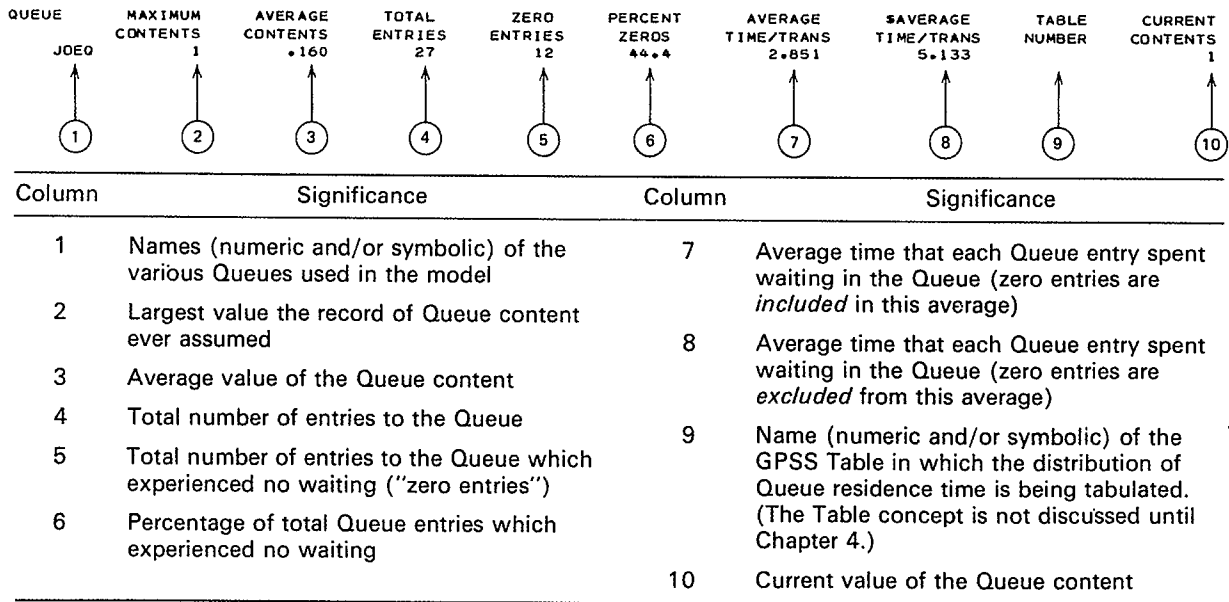 QUEUE MAXIMUM AVERAGE TOTAL ZERO PERCENT AVERAGE $AVERAGE TABLE CURRENT
CONTENTS CONTENTS ENTRIES ENTRIES ZEROS TIME/TRANS TIME/TRANS NUMBER CONTENTS
JOEQ 1 .160 27 12 44.4 2.851 5.133 1
1 2 3 4 5 6 7 8 9 10
Column Significance Column Significance
1 Names (numeric and/or symbolic) of the
various Queues used in the model
2 Largest value the record of Queue content
ever assumed
3 Average value of the Queue content
4 Total number of entries to the Queue
5 Total number of entries to the Queue which
experienced no waiting ("zero entries")
6 Percentage of total Queue entries which
experienced no waiting
7 Average time that each Queue entry spent
waiting in the Queue (zero entries are
included in this average)
8 Average time that each Queue entry spent
waiting in the Queue (zero entries are
excluded from this average)
9 Name (numeric and/or symbolic) of the
GPSS Table in which the distribution of
Queue residence time is being tabulated.
(The Table concept is not discussed until
Chapter 4.)
10 Current value of the Queue content